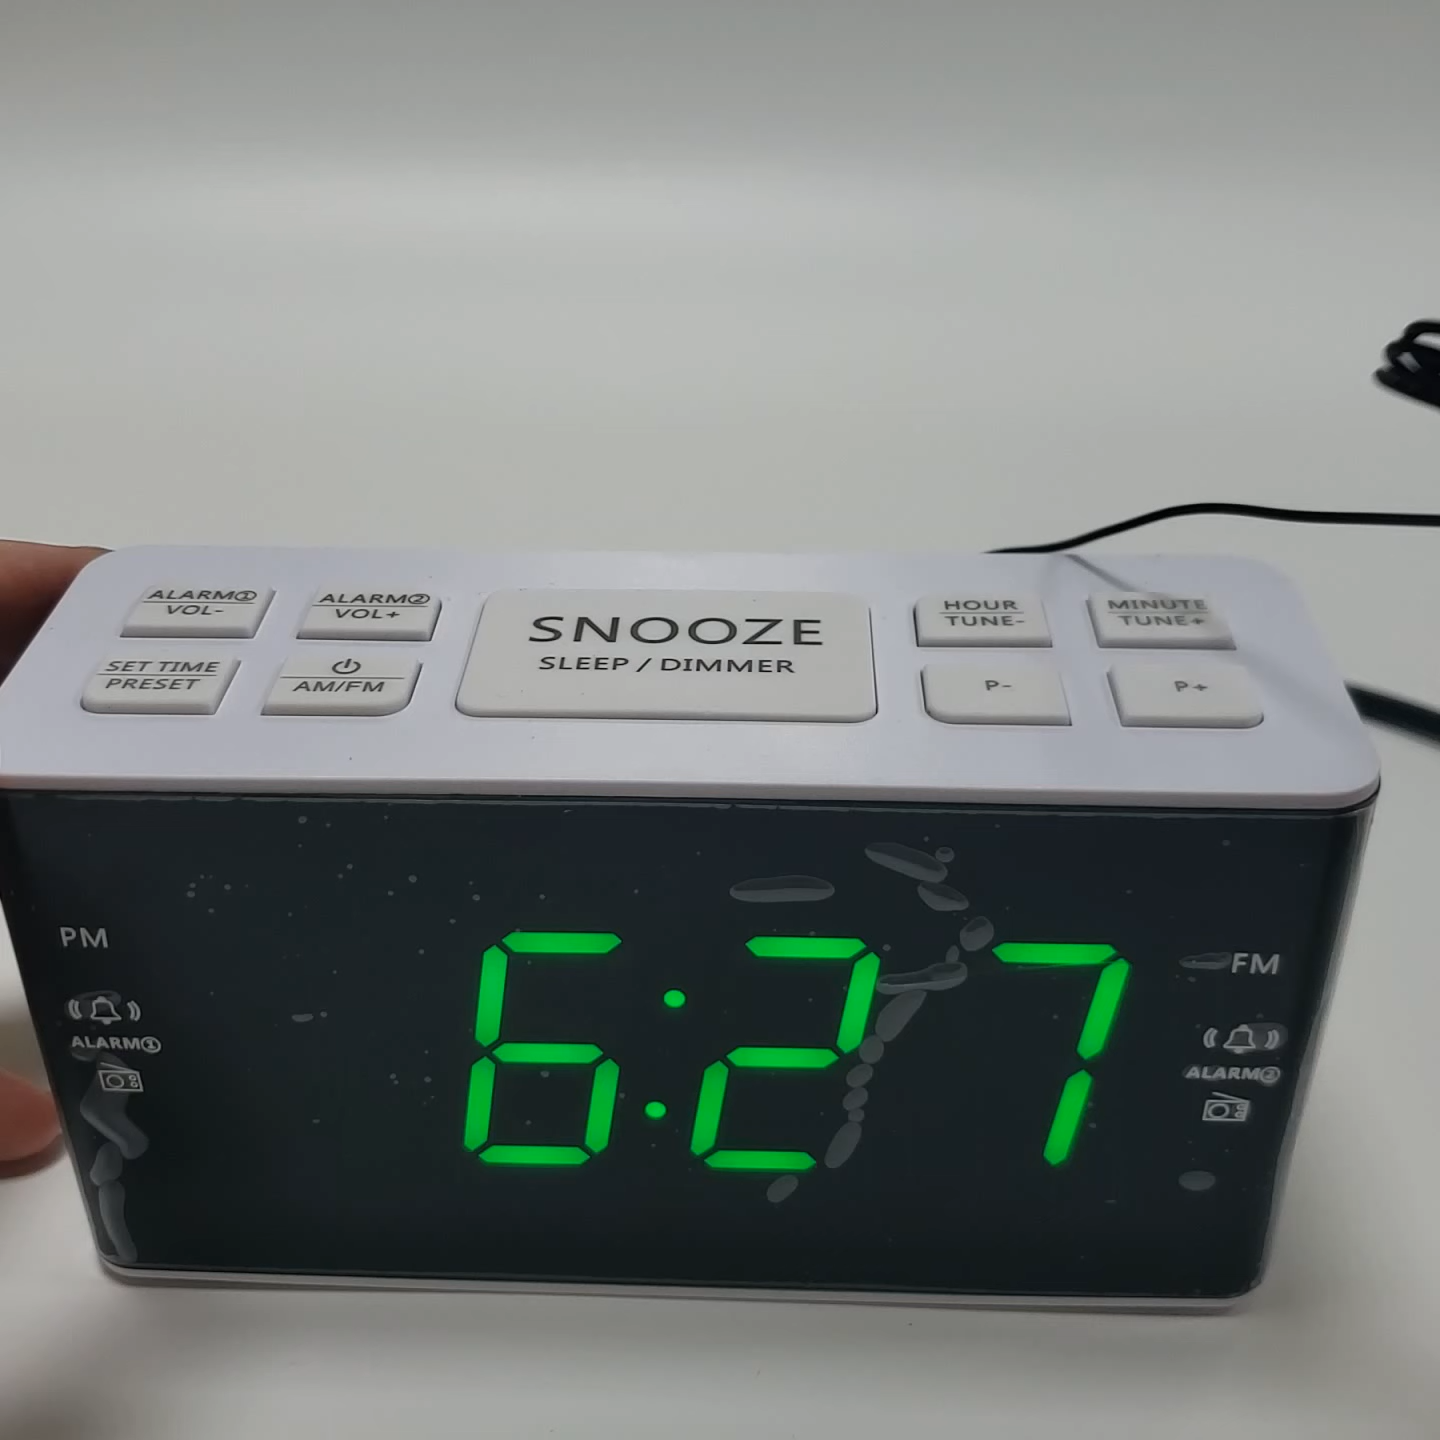 ALARM①
VOL-
ALARM②
VOL+
SNOOZE
SLEEP / DIMMER
HOUR
TUNE-
MINUTE
TUNE+
SET TIME
PRESET
AM/FM
P-
P+
PM
ALARM①
6:27
FM
ALARM②